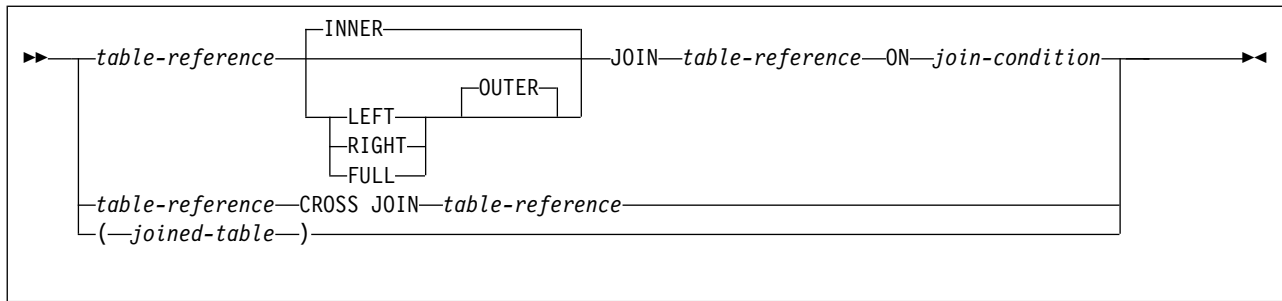 INNER
table-reference JOIN table-reference ON join-condition
OUTER
LEFT
RIGHT
FULL
table-reference CROSS JOIN table-reference
( joined-table )